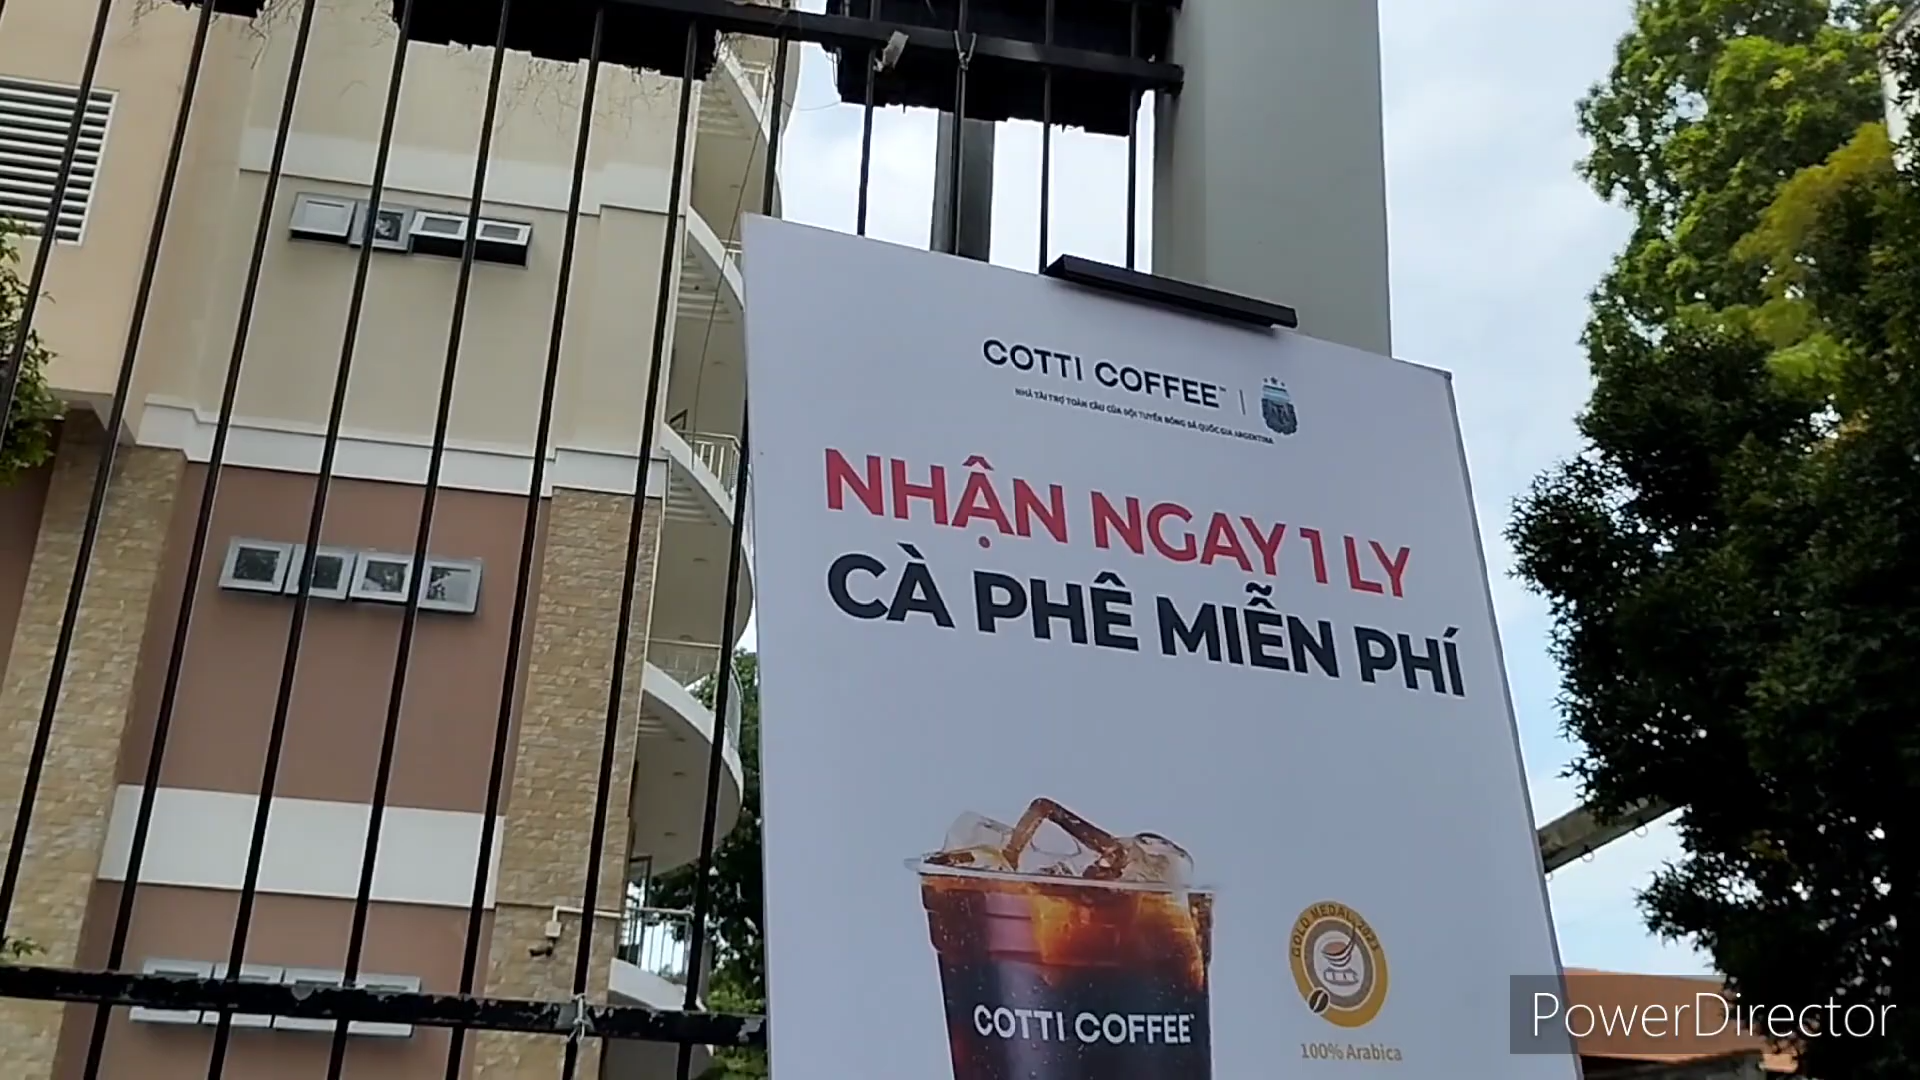 COTTI COFFEE™
NHÀ TÀI TRỢ TOÀN CẦU CỦA ĐỘI TUYỂN BÓNG ĐÁ QUỐC GIA ARGENTINA
NHẬN NGAY 1 LY
CÀ PHÊ MIỄN PHÍ
COTTI COFFEE
GOLD MEDAL 2023
100% Arabica
PowerDirector